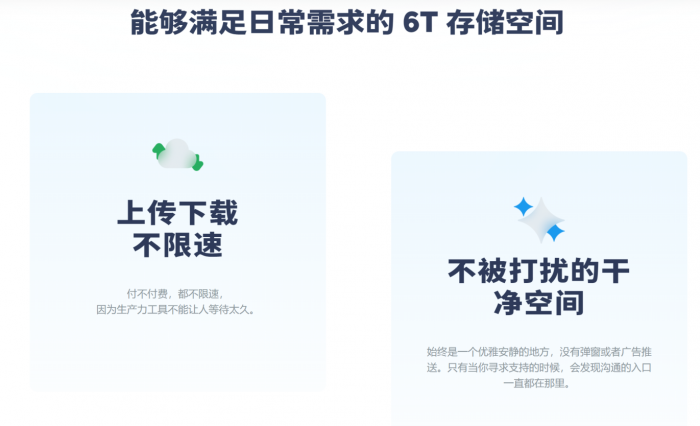 能够满足日常需求的 6T 存储空间
上传下载
不限速
付不付费，都不限速，
因为生产力工具不能让人等待太久。
不被打扰的干
净空间
始终是一个优雅安静的地方，没有弹窗或者广告推
送。只有当你寻求支持的时候，会发现沟通的入口
一直都在那里。